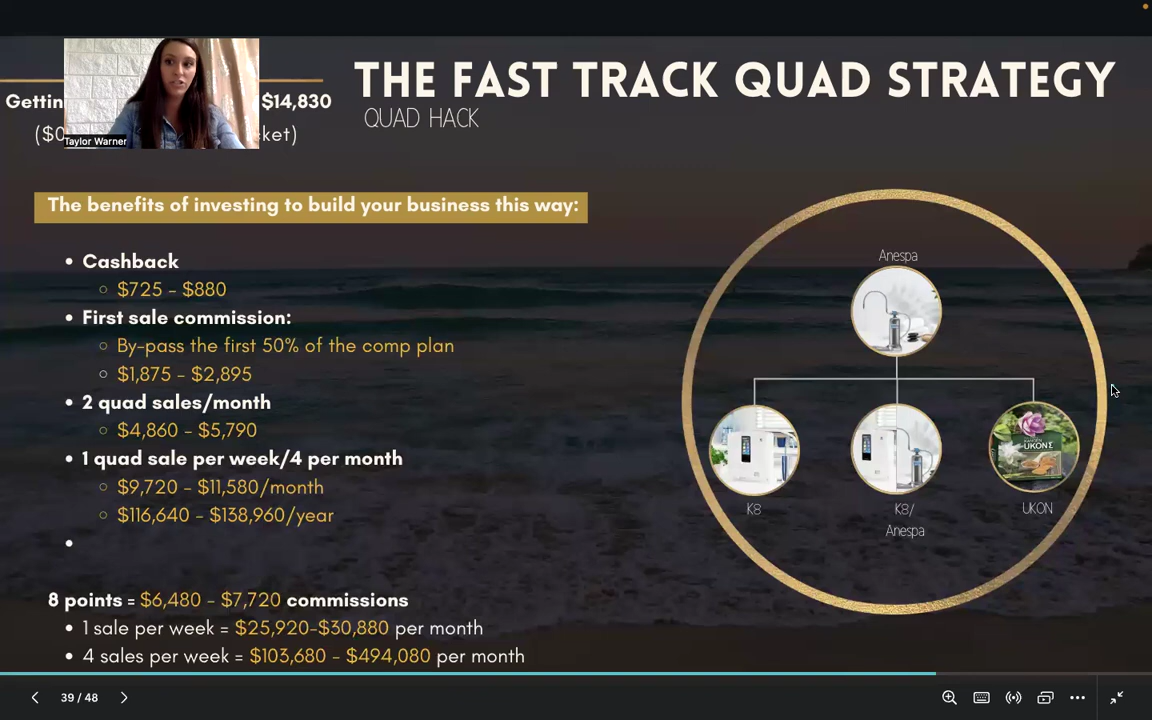 THE FAST TRACK QUAD STRATEGY
QUAD HACK
$14,830
Taylor Warner
The benefits of investing to build your business this way:
• Cashback
○ $725 - $880
• First sale commission:
○ By-pass the first 50% of the comp plan
○ $1,875 - $2,895
• 2 quad sales/month
○ $4,860 - $5,790
• 1 quad sale per week/4 per month
○ $9,720 - $11,580/month
○ $116,640 - $138,960/year
•
8 points = $6,480 - $7,720 commissions
• 1 sale per week = $25,920-$30,880 per month
• 4 sales per week = $103,680 - $494,080 per month
Anespa
K8
K8/
Anespa
UKON
UKONΣ
39 / 48